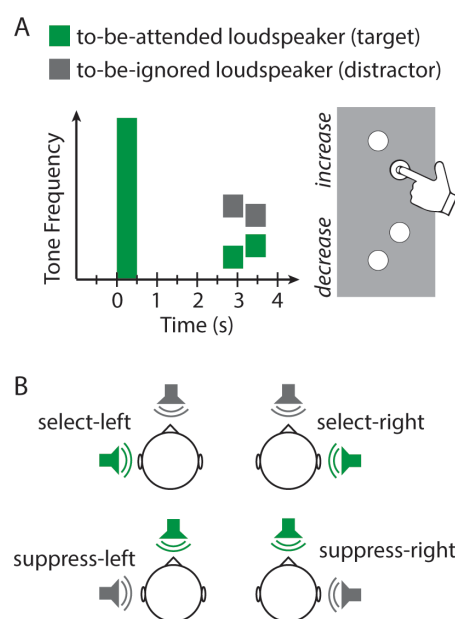 A
to-be-attended loudspeaker (target)
to-be-ignored loudspeaker (distractor)
Tone Frequency
0 1 2 3 4
Time (s)
increase
decrease
B
select-left
select-right
suppress-left
suppress-right